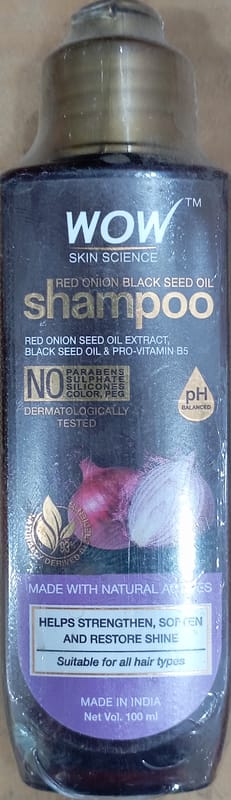 WOW™
SKIN SCIENCE
RED ONION BLACK SEED OIL
shampoo
RED ONION SEED OIL EXTRACT,
BLACK SEED OIL & PRO-VITAMIN B5
NO PARABENS
SULPHATE
SILICONES
COLOR, PEG
pH
BALANCED
DERMATOLOGICALLY
TESTED
MADE WITH NATURAL
HELPS STRENGTHEN, SOFTEN
AND RESTORE SHINE
Suitable for all hair types
MADE IN INDIA
Net Vol. 100 ml